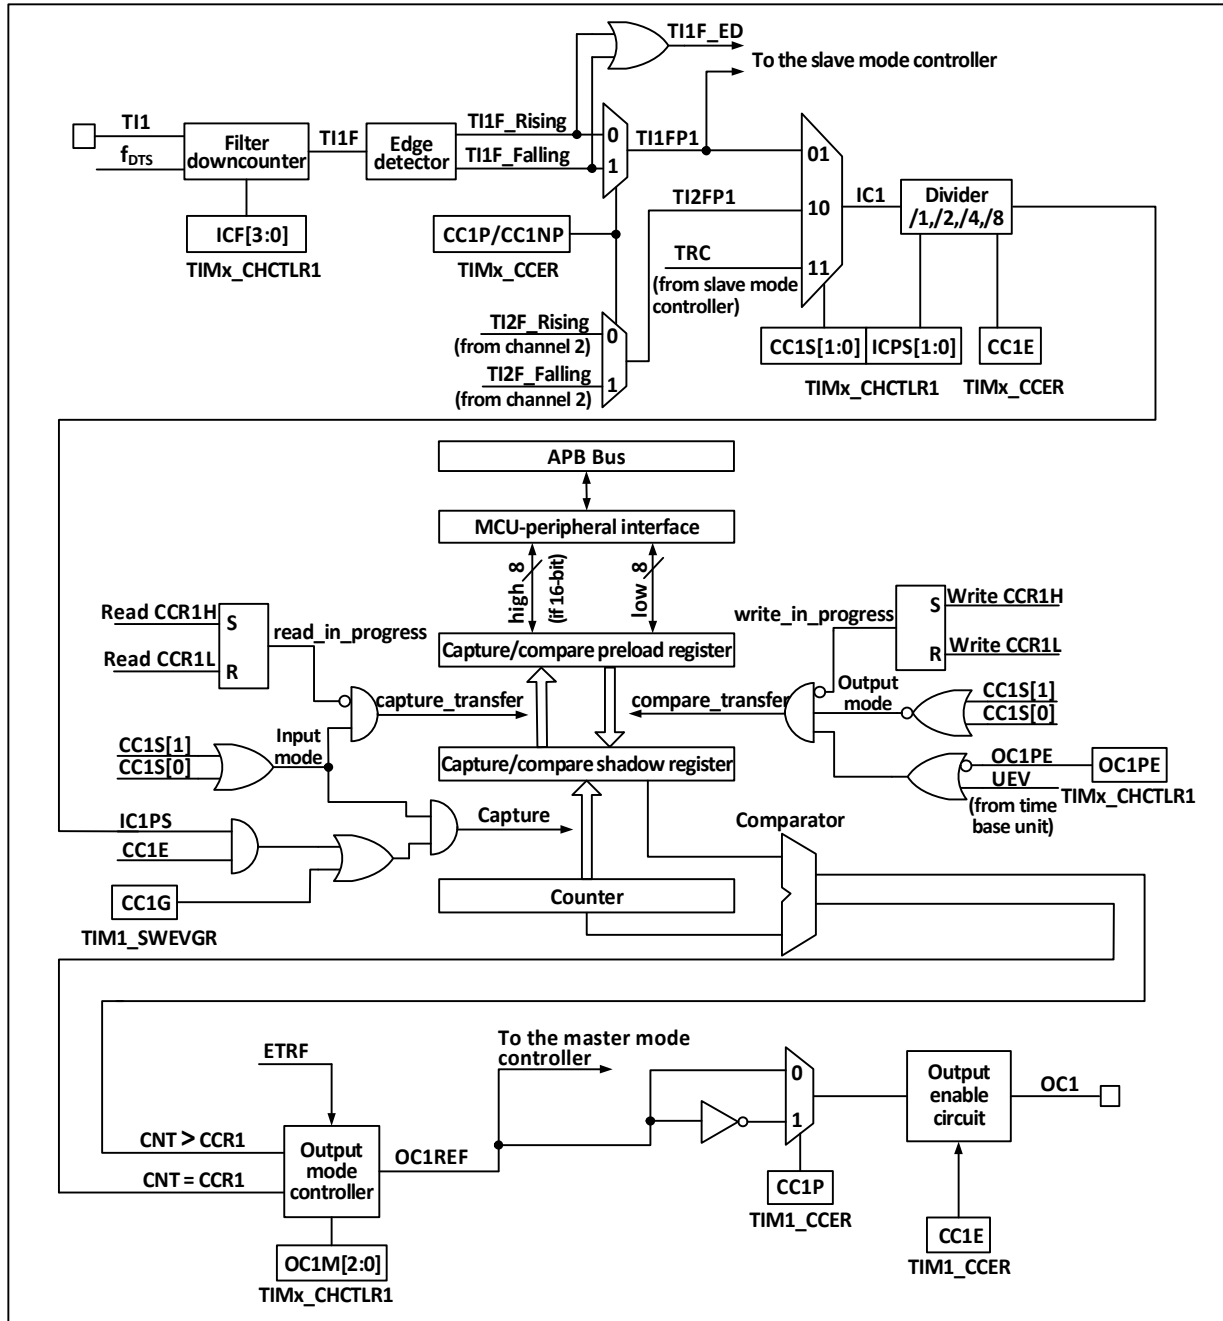 TI1F_ED
To the slave mode controller
TI1
fDTS
Filter
downcounter
TI1F
Edge
detector
TI1F_Rising
TI1F_Falling
0
1
TI1FP1
01
10
11
TI2FP1
IC1
Divider
/1,/2,/4,/8
ICF[3:0]
TIMx_CHCTLR1
CC1P/CC1NP
TIMx_CCER
TRC
(from slave mode
controller)
TI2F_Rising
(from channel 2)
TI2F_Falling
(from channel 2)
0
1
CC1S[1:0]
ICPS[1:0]
CC1E
TIMx_CHCTLR1
TIMx_CCER
APB Bus
MCU-peripheral interface
high
8
(if 16-bit)
low
8
Read CCR1H
Read CCR1L
S
R
read_in_progress
Capture/compare preload register
write_in_progress
S
R
Write CCR1H
Write CCR1L
capture_transfer
compare_transfer
Output
mode
CC1S[1]
CC1S[0]
CC1S[1]
CC1S[0]
Input
mode
Capture/compare shadow register
OC1PE
UEV
(from time
base unit)
OC1PE
TIMx_CHCTLR1
IC1PS
CC1E
Capture
Comparator
CC1G
TIM1_SWEVGR
Counter
ETRF
To the master mode
controller
CNT > CCR1
CNT = CCR1
Output
mode
controller
OC1REF
0
1
Output
enable
circuit
OC1
OC1M[2:0]
TIMx_CHCTLR1
CC1P
TIM1_CCER
CC1E
TIM1_CCER